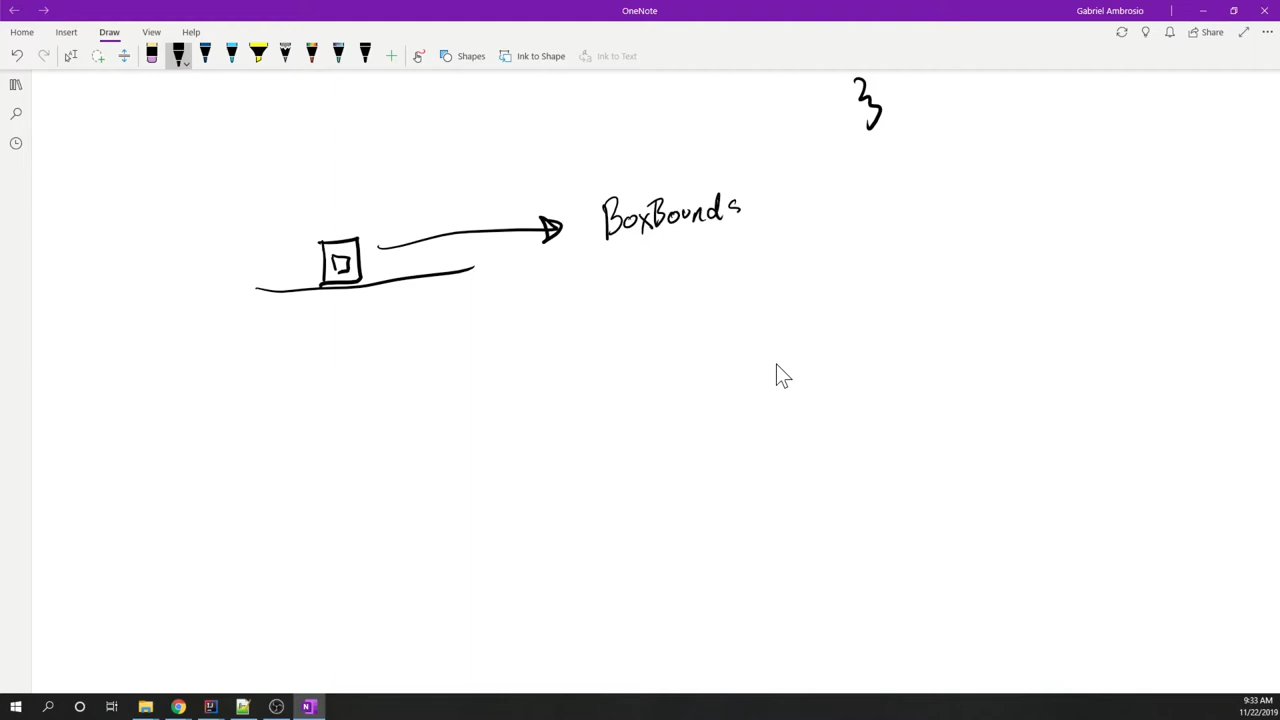 OneNote
Gabriel Ambrosio
Home Insert Draw View Help
Share
Shapes
Ink to Shape
Ink to Text
}
BoxBounds
9:33 AM
11/22/2019